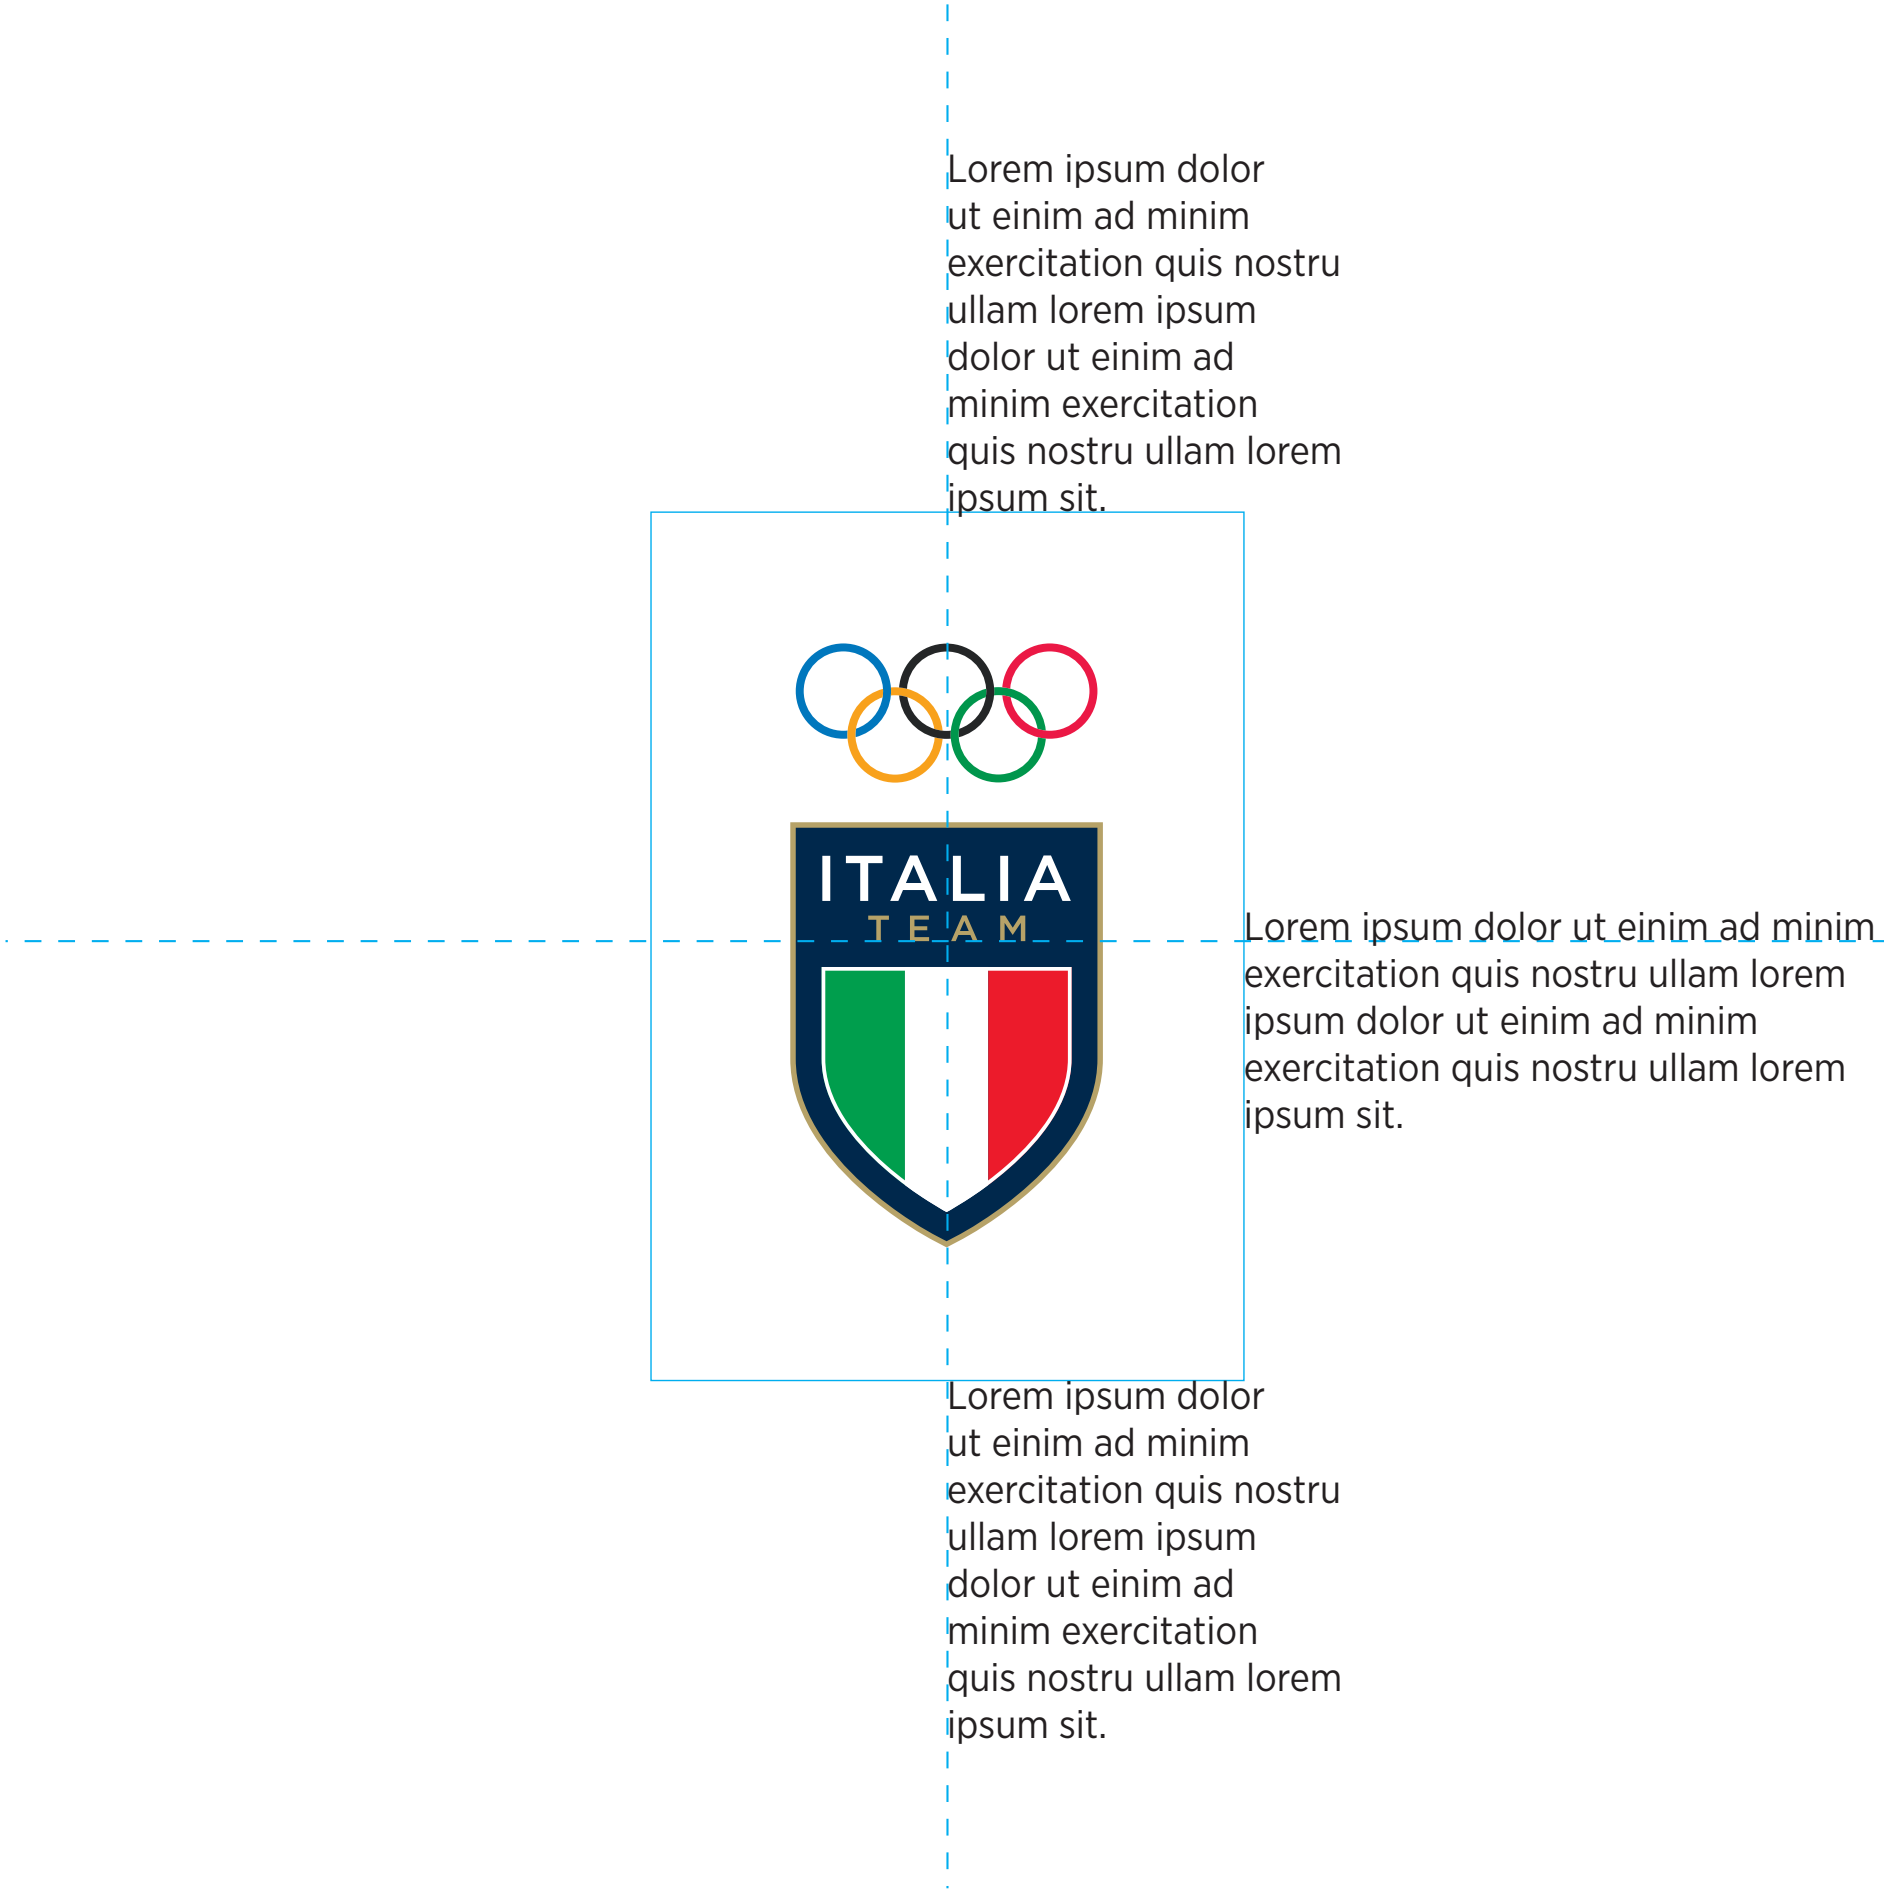 Lorem ipsum dolor
ut einim ad minim
exercitation quis nostru
ullam lorem ipsum
dolor ut einim ad
minim exercitation
quis nostru ullam lorem
ipsum sit.
ITALIA
TEAM
Lorem ipsum dolor ut einim ad minim
exercitation quis nostru ullam lorem
ipsum dolor ut einim ad minim
exercitation quis nostru ullam lorem
ipsum sit.
Lorem ipsum dolor
ut einim ad minim
exercitation quis nostru
ullam lorem ipsum
dolor ut einim ad
minim exercitation
quis nostru ullam lorem
ipsum sit.